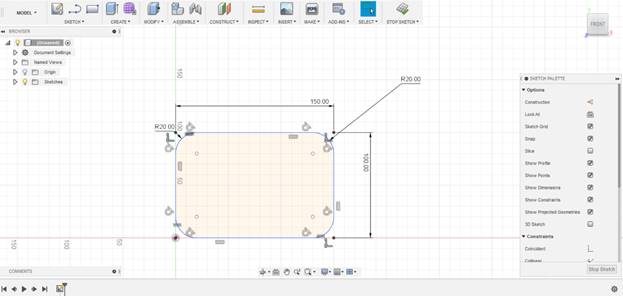 MODEL
SKETCH
CREATE
MODIFY
ASSEMBLE
CONSTRUCT
INSPECT
INSERT
MAKE
ADD-INS
SELECT
STOP SKETCH
FRONT
BROWSER
(Unsaved)
Document Settings
Named Views
Origin
Sketches
150
R20.00
150.00
R20.00
100
100.00
50
150
100
50
SKETCH PALETTE
Options
Construction
Look At
Sketch Grid
Snap
Slice
Show Profile
Show Points
Show Dimensions
Show Constraints
Show Projected Geometries
3D Sketch
Constraints
Coincident
Collinear
Stop Sketch
COMMENTS